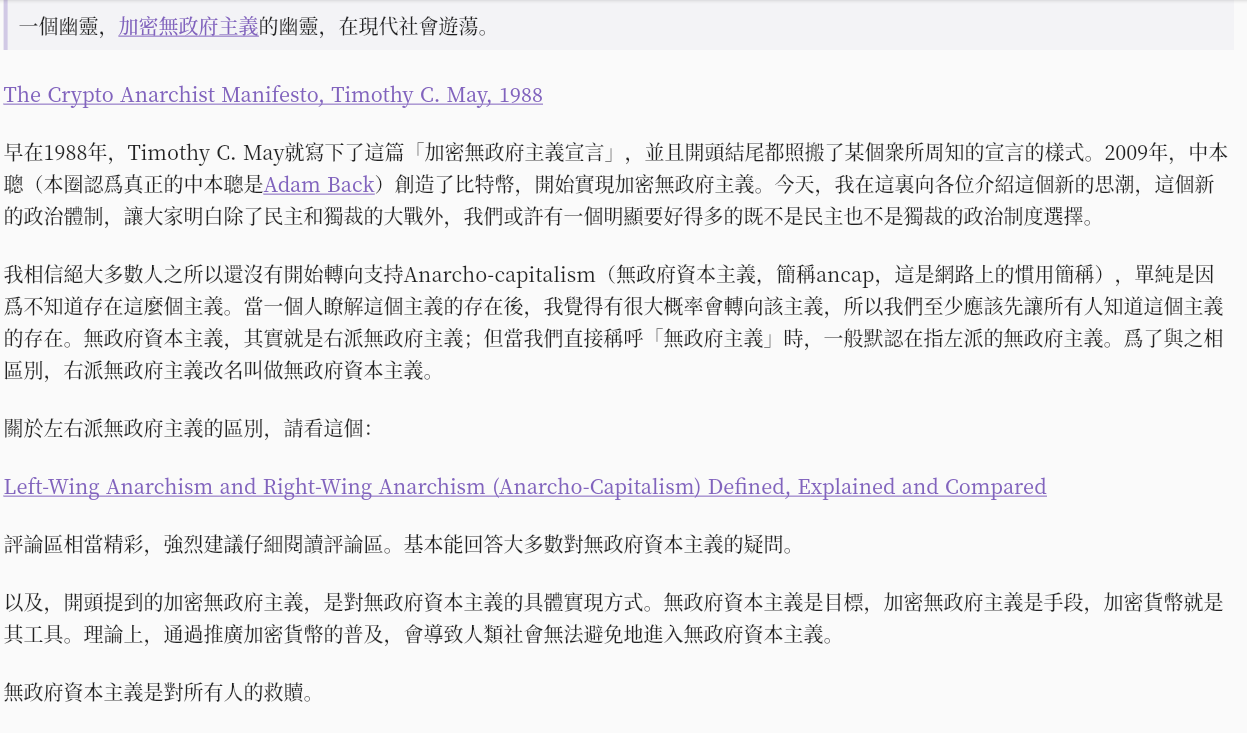 一個幽靈，加密無政府主義的幽靈，在現代社會遊蕩。
The Crypto Anarchist Manifesto, Timothy C. May, 1988
早在1988年，Timothy C. May就寫下了這篇「加密無政府主義宣言」，並且開頭結尾都照搬了某個衆所周知的宣言的樣式。2009年，中本
聰（本圈認爲真正的中本聰是Adam Back）創造了比特幣，開始實現加密無政府主義。今天，我在這裏向各位介紹這個新的思潮，這個新
的政治體制，讓大家明白除了民主和獨裁的大戰外，我們或許有一個明顯要好得多的既不是民主也不是獨裁的政治制度選擇。
我相信絕大多數人之所以還沒有開始轉向支持Anarcho-capitalism（無政府資本主義，簡稱ancap，這是網路上的慣用簡稱），單純是因
爲不知道存在這麼個主義。當一個人瞭解這個主義的存在後，我覺得有很大概率會轉向該主義，所以我們至少應該先讓所有人知道這個主義
的存在。無政府資本主義，其實就是右派無政府主義；但當我們直接稱呼「無政府主義」時，一般默認在指左派的無政府主義。爲了與之相
區別，右派無政府主義改名叫做無政府資本主義。
關於左右派無政府主義的區別，請看這個：
Left-Wing Anarchism and Right-Wing Anarchism (Anarcho-Capitalism) Defined, Explained and Compared
評論區相當精彩，強烈建議仔細閱讀評論區。基本能回答大多數對無政府資本主義的疑問。
以及，開頭提到的加密無政府主義，是對無政府資本主義的具體實現方式。無政府資本主義是目標，加密無政府主義是手段，加密貨幣就是
其工具。理論上，通過推廣加密貨幣的普及，會導致人類社會無法避免地進入無政府資本主義。
無政府資本主義是對所有人的救贖。